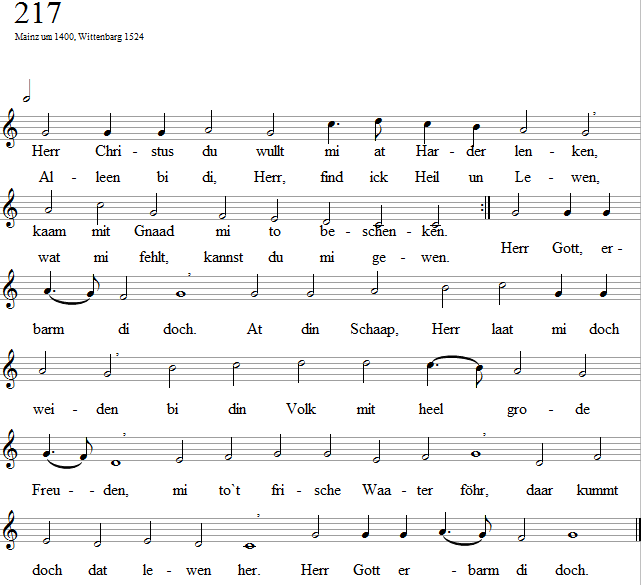 217
Mainz um 1400, Wittenbarg 1524
Herr Chri - stus du wullt mi at Har - der len - ken,
Al - leen bi di, Herr, find ick Heil un Le - wen,
kaam mit Gnaad mi to be - schen - ken.
wat mi fehlt, kannst du mi ge - wen. Herr Gott, er -
barm di doch. At din Schaap, Herr laat mi doch
wei - den bi din Volk mit heel gro - de
Freu - - den, mi to`t fri - sche Waa - ter föhr, daar kummt
doch dat le - wen her. Herr Gott er - barm di doch.